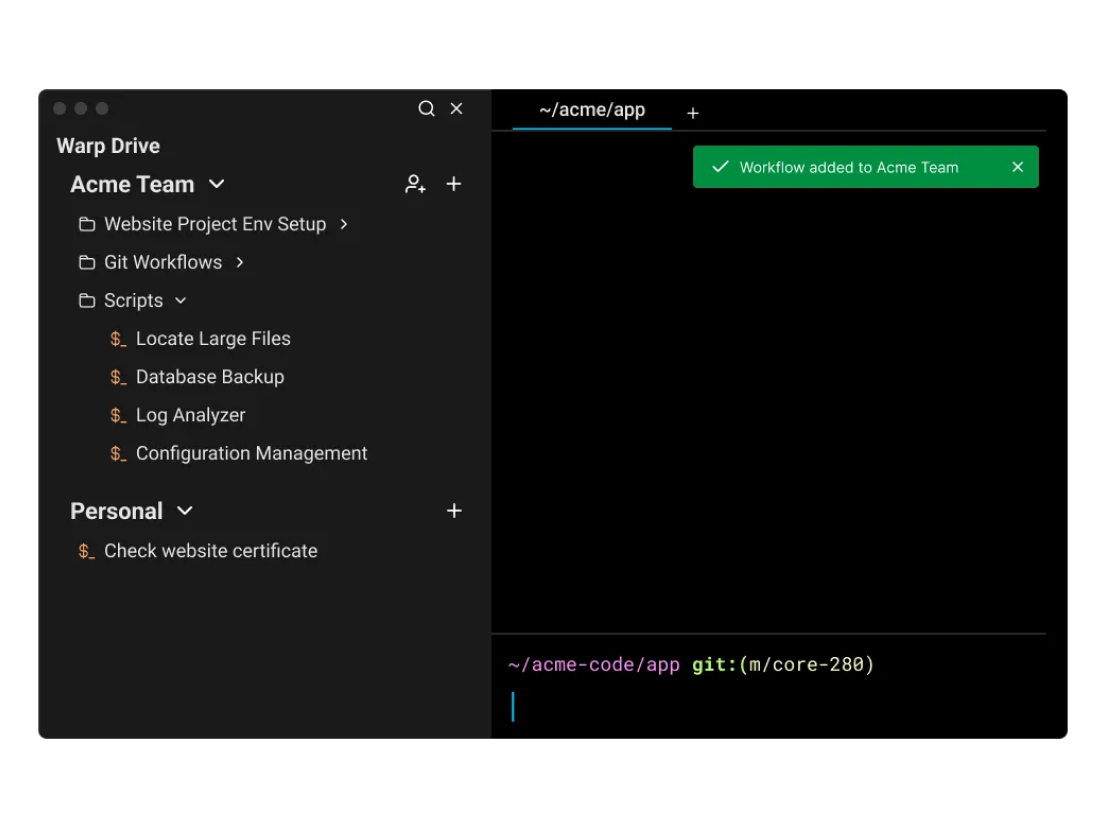 Warp Drive
Acme Team
Website Project Env Setup
Git Workflows
Scripts
$_ Locate Large Files
$_ Database Backup
$_ Log Analyzer
$_ Configuration Management
Personal
$_ Check website certificate
~/acme/app +
Workflow added to Acme Team
~/acme-code/app git:(m/core-280)